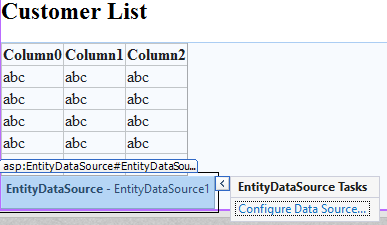 Customer List
Column0 Column1 Column2
abc abc abc
abc abc abc
abc abc abc
abc abc abc
asp:EntityDataSource#EntityDataSou...
EntityDataSource - EntityDataSource1
<
EntityDataSource Tasks
Configure Data Source...